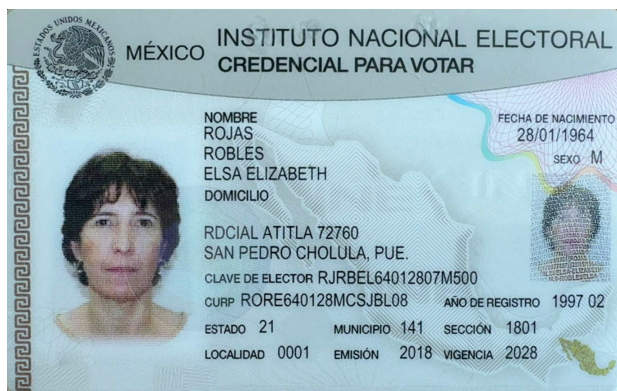 ESTADOS UNIDOS MEXICANOS
MÉXICO INSTITUTO NACIONAL ELECTORAL
CREDENCIAL PARA VOTAR
NOMBRE
ROJAS
ROBLES
ELSA ELIZABETH
FECHA DE NACIMIENTO
28/01/1964
SEXO M
DOMICILIO
RDCIAL ATITLA 72760
SAN PEDRO CHOLULA, PUE.
CLAVE DE ELECTOR RJRBEL64012807M500
CURP RORE640128MCSJBL08 AÑO DE REGISTRO 1997 02
ESTADO 21 MUNICIPIO 141 SECCIÓN 1801
LOCALIDAD 0001 EMISIÓN 2018 VIGENCIA 2028